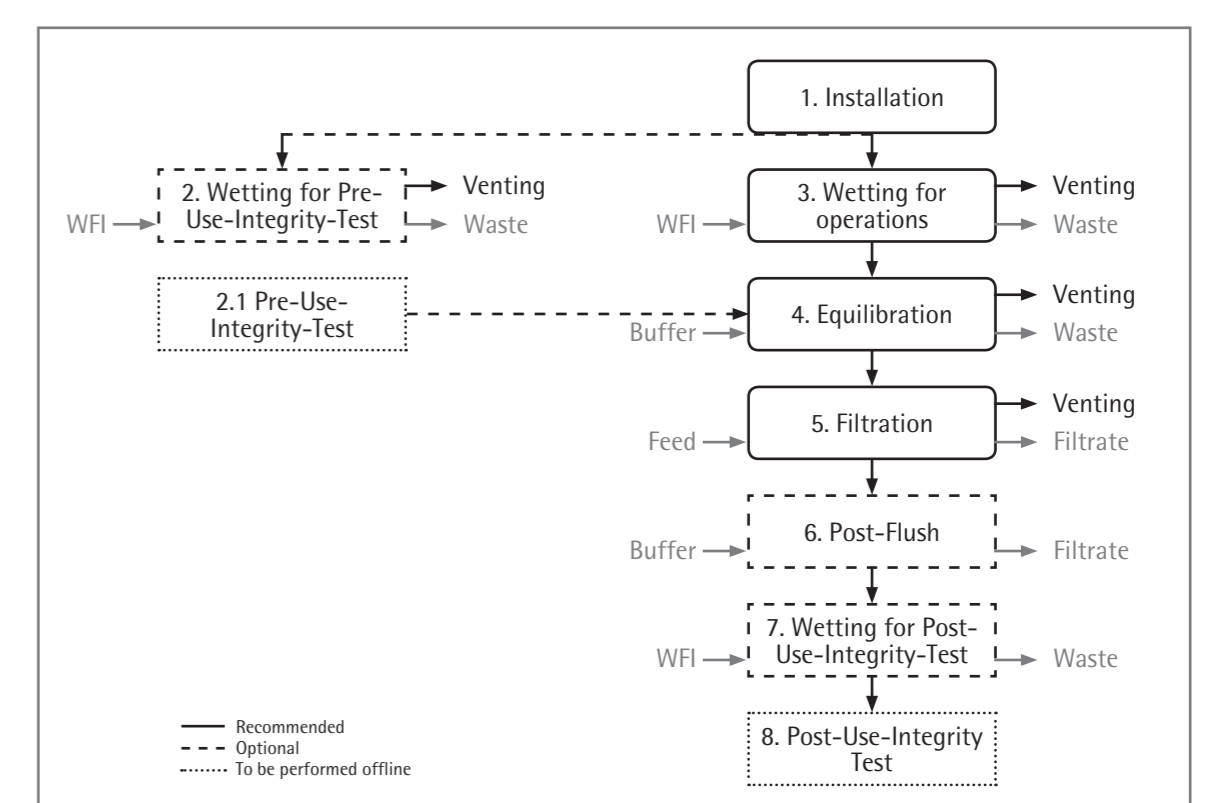 1. Installation
2. Wetting for Pre-
Use-Integrity-Test
WFI
Venting
Waste
3. Wetting for
operations
WFI
Venting
Waste
2.1 Pre-Use-
Integrity-Test
4. Equilibration
Buffer
Venting
Waste
5. Filtration
Feed
Venting
Filtrate
6. Post-Flush
Buffer
Filtrate
7. Wetting for Post-
Use-Integrity-Test
WFI
Waste
8. Post-Use-Integrity
Test
Recommended
Optional
To be performed offline